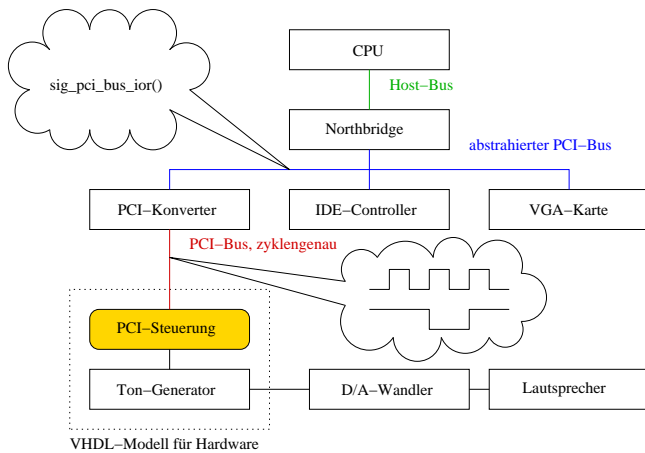 CPU
sig_pci_bus_ior()
Host–Bus
Northbridge
abstrahierter PCI–Bus
PCI–Konverter
IDE–Controller
VGA–Karte
PCI–Bus, zyklengenau
PCI–Steuerung
Ton–Generator
D/A–Wandler
Lautsprecher
VHDL–Modell für Hardware